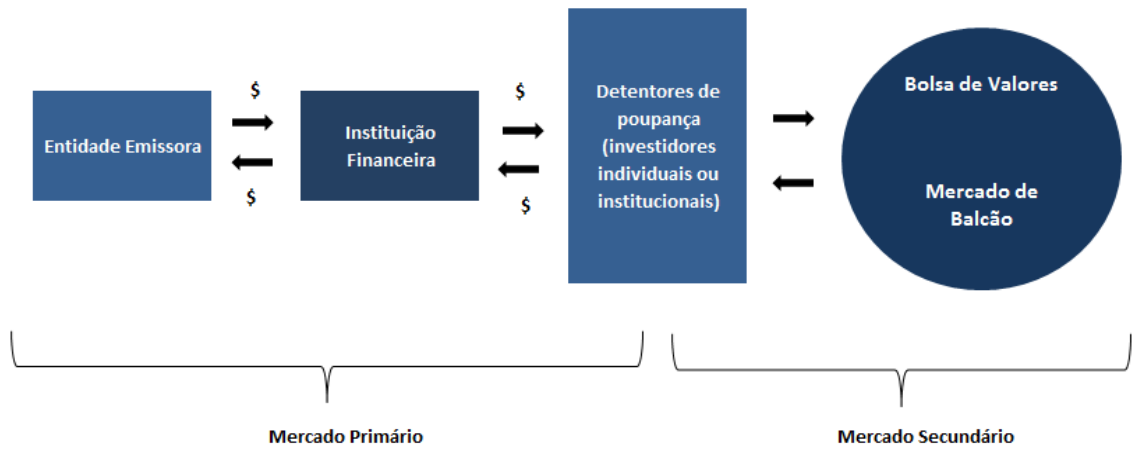 Entidade Emissora
$
$
Instituição
Financeira
$
$
Detentores de
poupança
(investidores
individuais ou
institucionais)
Bolsa de Valores
Mercado de
Balcão
Mercado Primário
Mercado Secundário